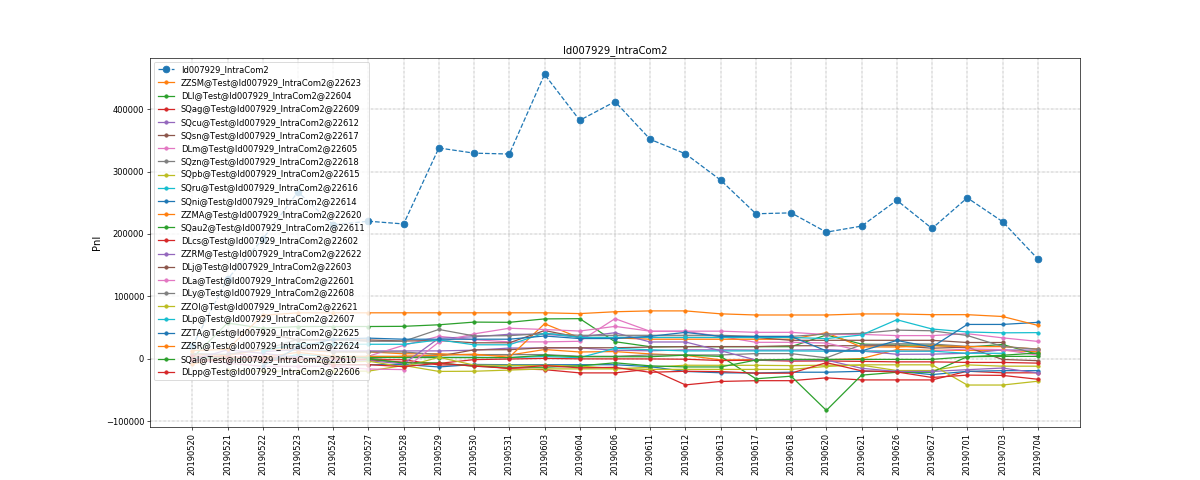 Id007929_IntraCom2
Pnl
400000
300000
200000
100000
0
−100000
Id007929_IntraCom2
ZZSM@Test@Id007929_IntraCom2@22623
DLl@Test@Id007929_IntraCom2@22604
SQag@Test@Id007929_IntraCom2@22609
SQcu@Test@Id007929_IntraCom2@22612
SQsn@Test@Id007929_IntraCom2@22617
DLm@Test@Id007929_IntraCom2@22605
SQzn@Test@Id007929_IntraCom2@22618
SQpb@Test@Id007929_IntraCom2@22615
SQru@Test@Id007929_IntraCom2@22616
SQni@Test@Id007929_IntraCom2@22614
ZZMA@Test@Id007929_IntraCom2@22620
SQau2@Test@Id007929_IntraCom2@22611
DLcs@Test@Id007929_IntraCom2@22602
ZZRM@Test@Id007929_IntraCom2@22622
DLj@Test@Id007929_IntraCom2@22603
DLa@Test@Id007929_IntraCom2@22601
DLy@Test@Id007929_IntraCom2@22608
ZZOI@Test@Id007929_IntraCom2@22621
DLp@Test@Id007929_IntraCom2@22607
ZZTA@Test@Id007929_IntraCom2@22625
ZZSR@Test@Id007929_IntraCom2@22624
SQal@Test@Id007929_IntraCom2@22610
DLpp@Test@Id007929_IntraCom2@22606
20190520
20190521
20190522
20190523
20190524
20190527
20190528
20190529
20190530
20190531
20190603
20190604
20190606
20190611
20190612
20190613
20190617
20190618
20190620
20190621
20190626
20190627
20190701
20190703
20190704